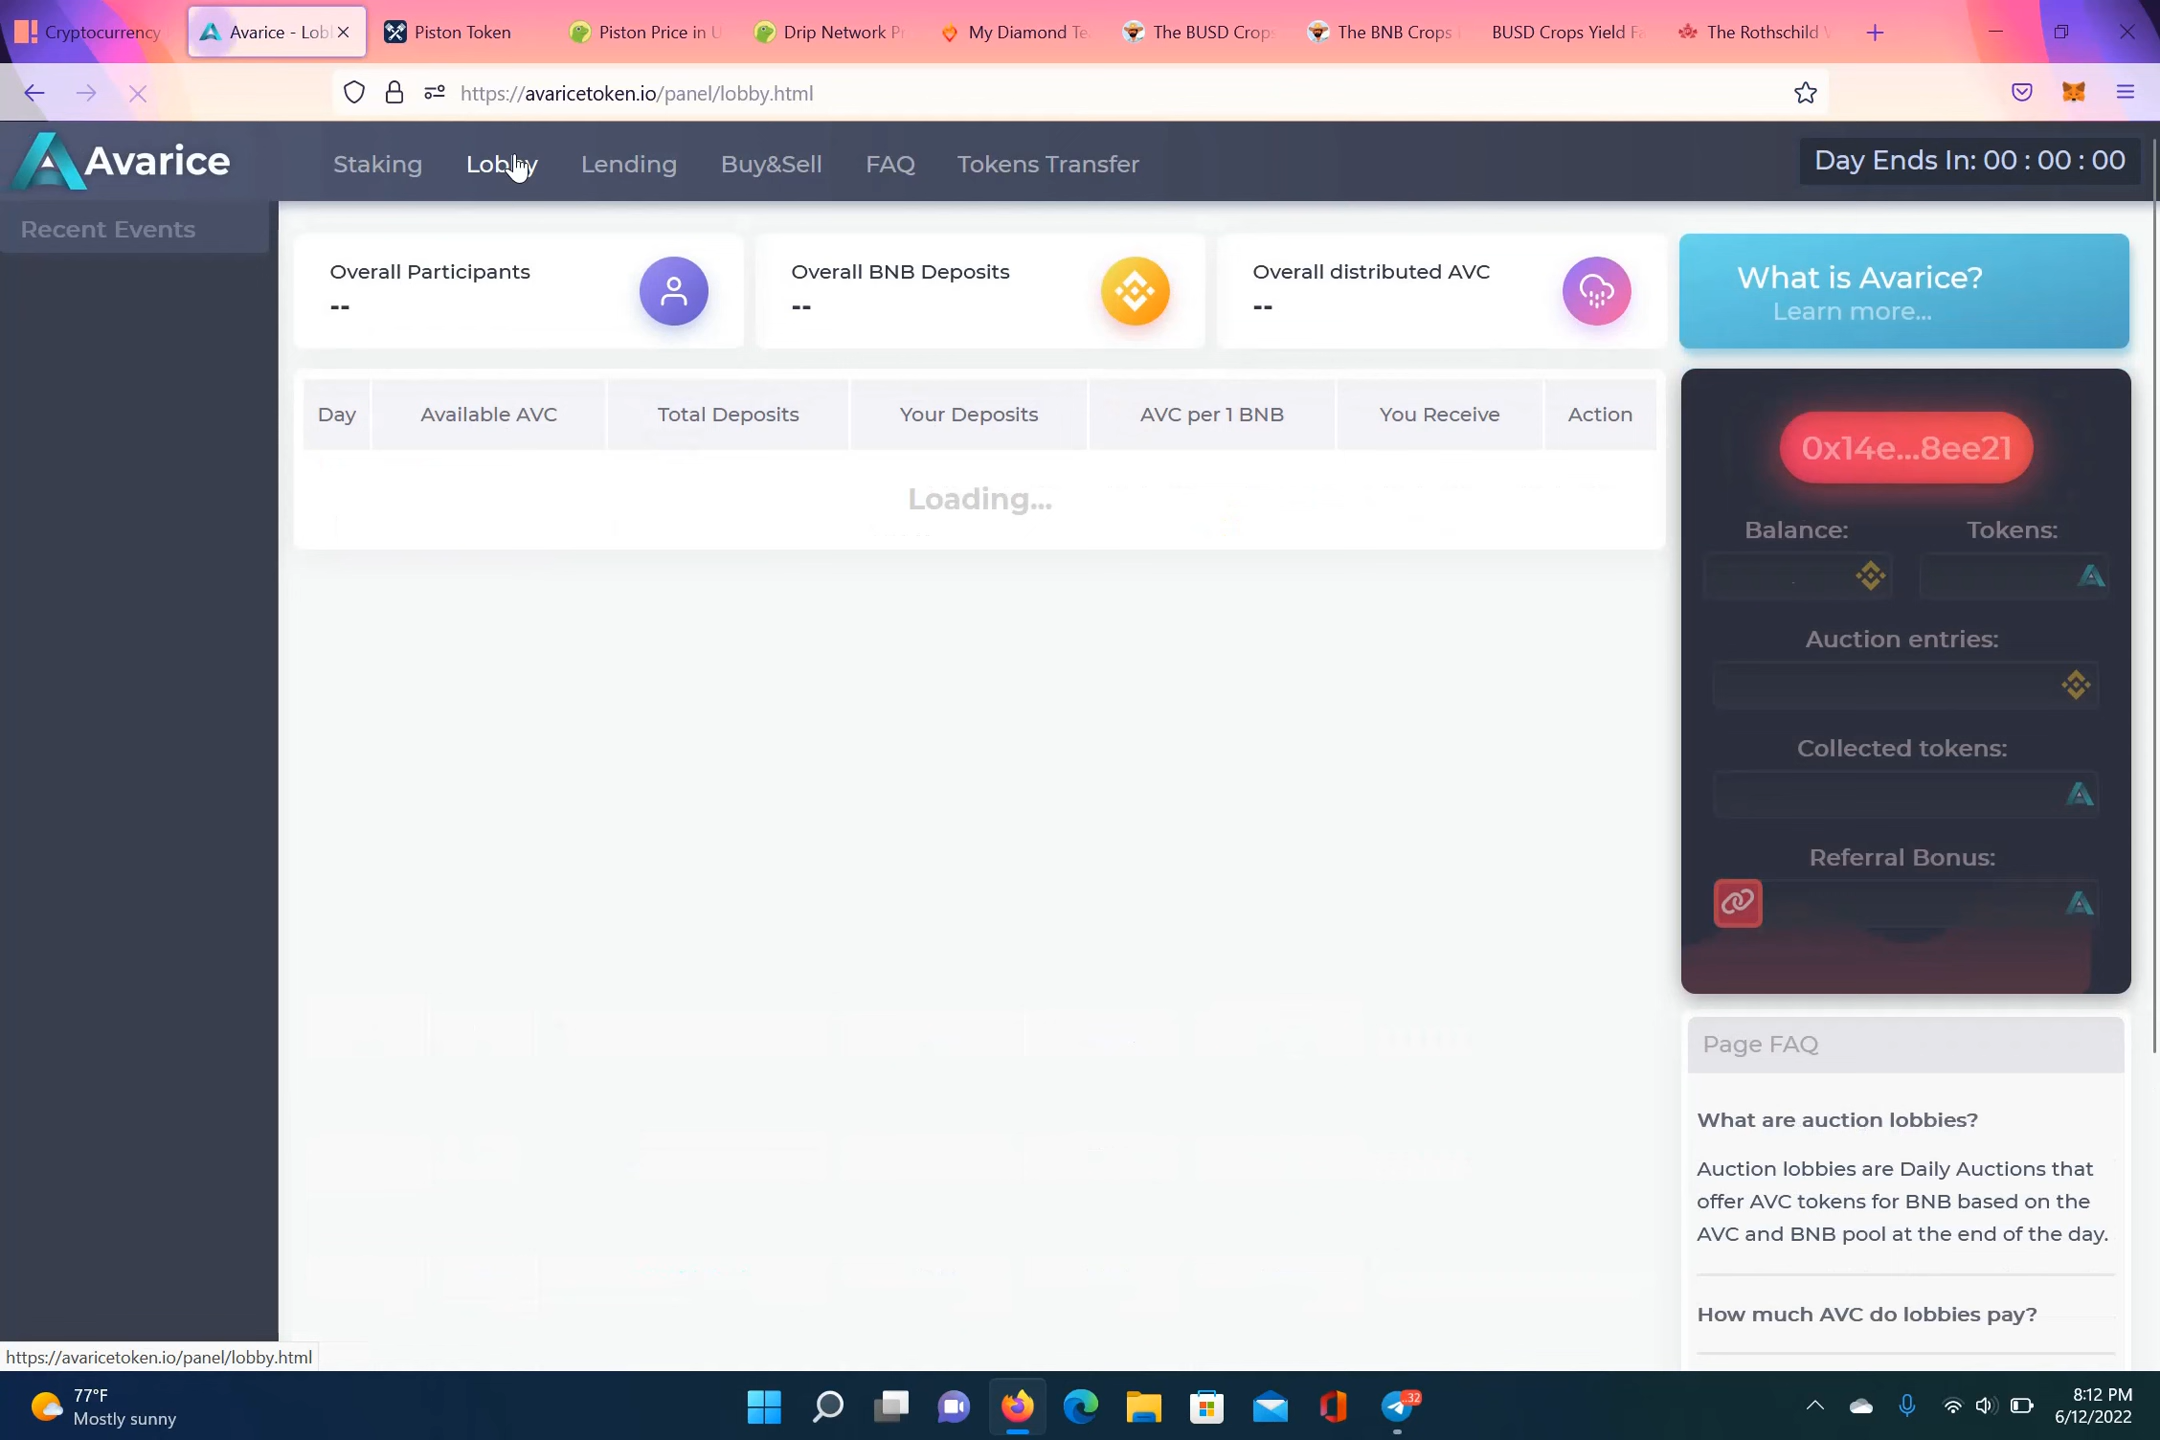 Cryptocurrency
Avarice - Lob
Piston Token
Piston Price in U
Drip Network P
My Diamond Te
The BUSD Crops
The BNB Crops
BUSD Crops Yield Fa
The Rothschild
https://avaricetoken.io/panel/lobby.html
Avarice
Staking
Lobby
Lending
Buy&Sell
FAQ
Tokens Transfer
Day Ends In: 00 : 00 : 00
Recent Events
Overall Participants
--
Overall BNB Deposits
--
Overall distributed AVC
--
What is Avarice?
Learn more...
Day
Available AVC
Total Deposits
Your Deposits
AVC per 1 BNB
You Receive
Action
Loading...
0x14e...8ee21
Balance:
Tokens:
Auction entries:
Collected tokens:
Referral Bonus:
Page FAQ
What are auction lobbies?
Auction lobbies are Daily Auctions that
offer AVC tokens for BNB based on the
AVC and BNB pool at the end of the day.
How much AVC do lobbies pay?
https://avaricetoken.io/panel/lobby.html
77°F
Mostly sunny
32
8:12 PM
6/12/2022